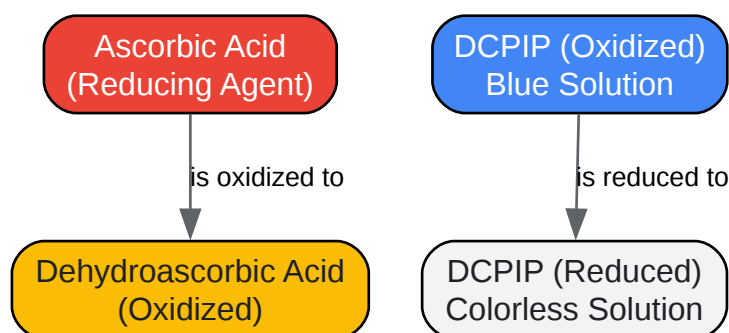 Ascorbic Acid
(Reducing Agent)
DCPIP (Oxidized)
Blue Solution
is oxidized to
is reduced to
Dehydroascorbic Acid
(Oxidized)
DCPIP (Reduced)
Colorless Solution